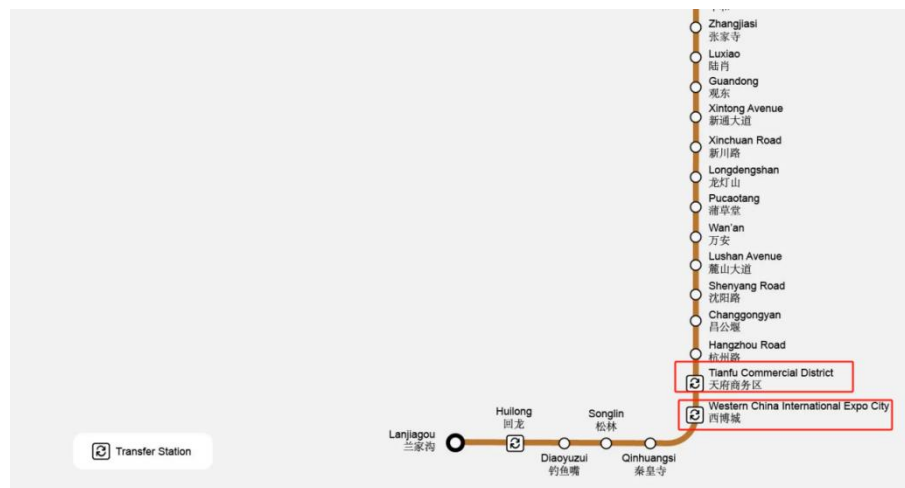 Zhangjiasi
张家寺
Luxiao
陆肖
Guandong
观东
Xintong Avenue
新通大道
Xinchuan Road
新川路
Longdengshan
龙灯山
Pucaotang
蒲草堂
Wan'an
万安
Lushan Avenue
麓山大道
Shenyang Road
沈阳路
Changgongyan
昌公堰
Hangzhou Road
杭州路
Tianfu Commercial District
天府商务区
Western China International Expo City
西博城
Huilong
回龙
Songlin
松林
Lanjiagou
兰家沟
Diaoyuzui
钓鱼嘴
Qinhuangsi
秦皇寺
Transfer Station